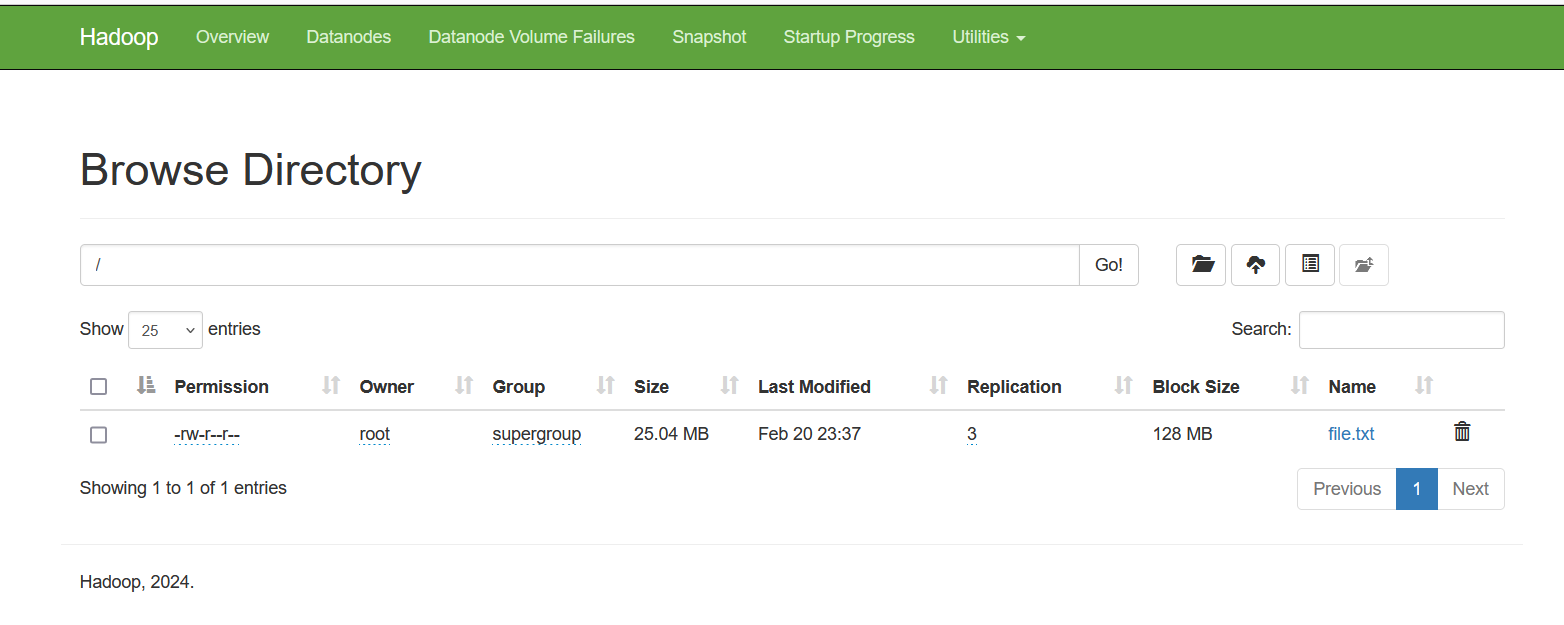 Hadoop Overview Datanodes Datanode Volume Failures Snapshot Startup Progress Utilities
Browse Directory
/ Go!
Show 25 entries Search:
Permission Owner Group Size Last Modified Replication Block Size Name
-rw-r--r-- root supergroup 25.04 MB Feb 20 23:37 3 128 MB file.txt
Showing 1 to 1 of 1 entries Previous 1 Next
Hadoop, 2024.